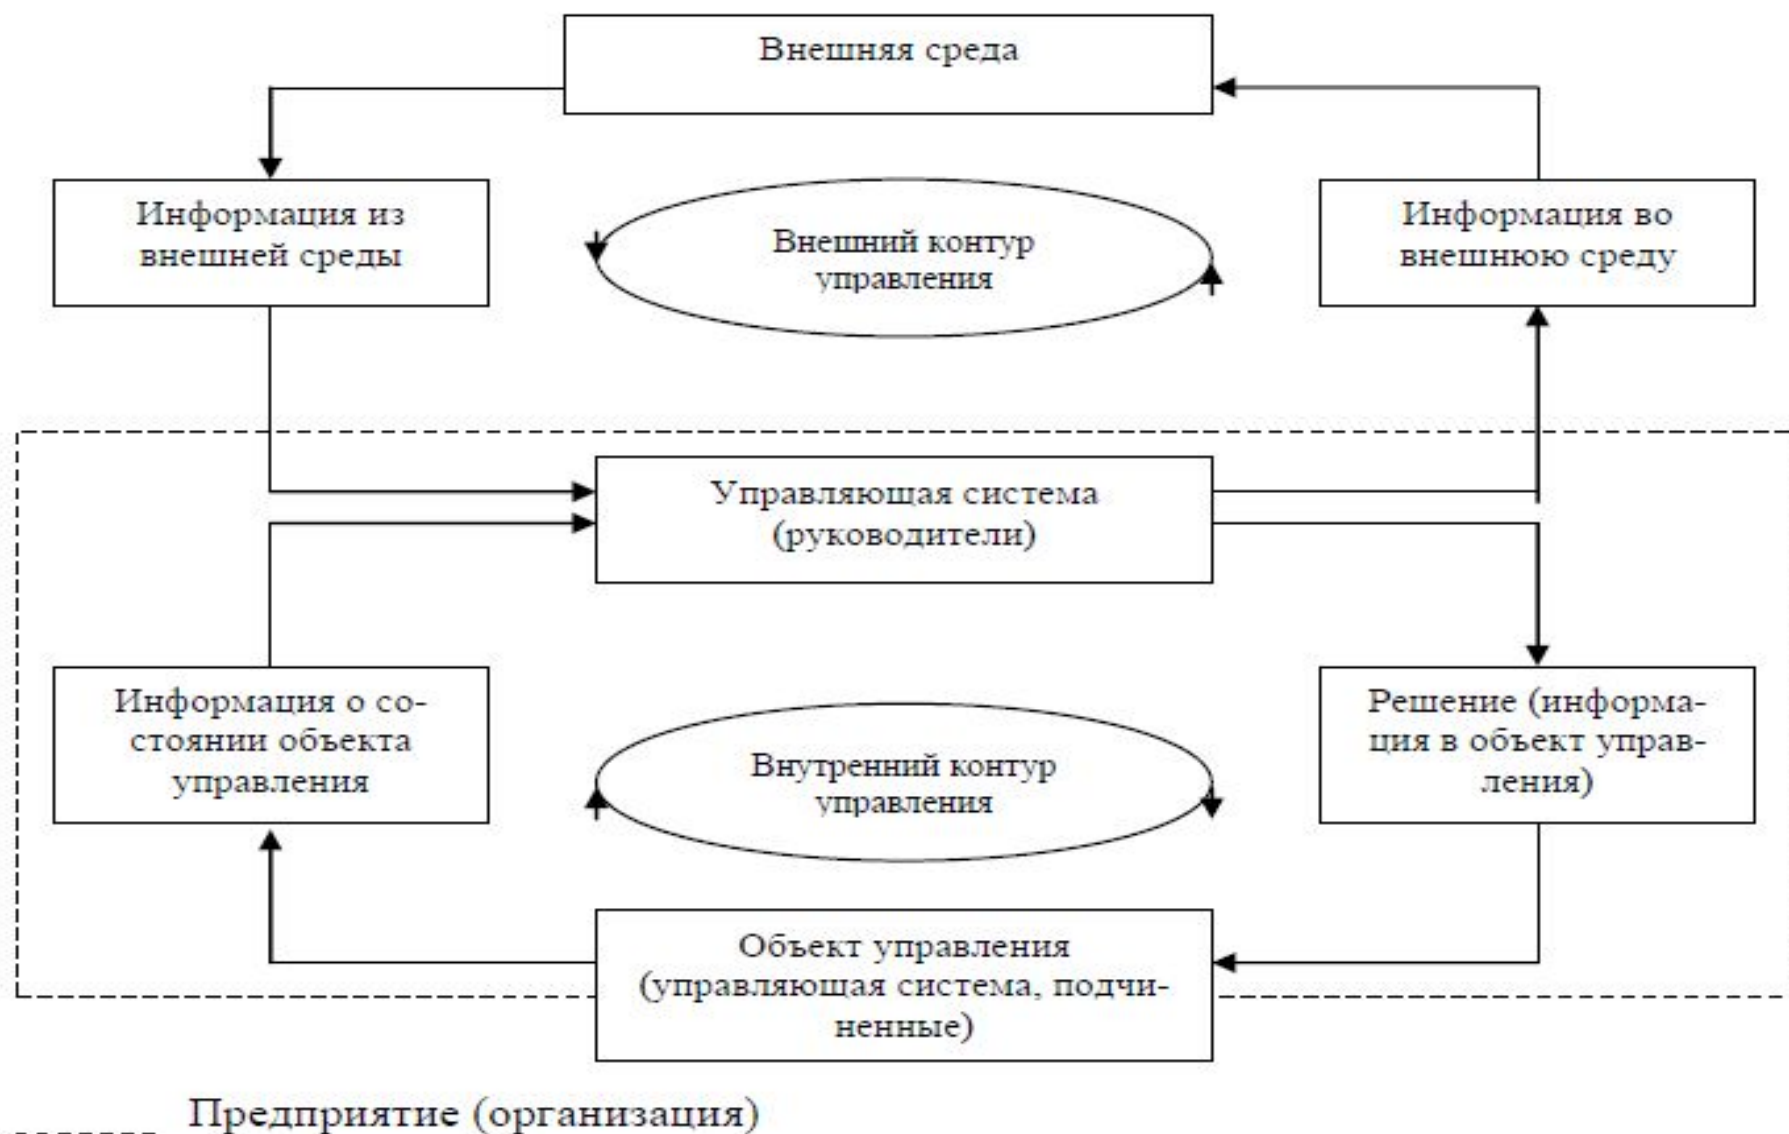 Внешняя среда
Информация из
внешней среды
Внешний контур
управления
Информация во
внешнюю среду
Управляющая система
(руководители)
Информация о со-
стоянии объекта
управления
Внутренний контур
управления
Решение (информа-
ция в объект управ-
ления)
Объект управления
(управляющая система, подчи-
ненные)
Предприятие (организация)